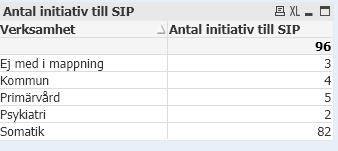 Antal initiativ till SIP XL
Verksamhet Antal initiativ till SIP
96
Ej med i mappning 3
Kommun 4
Primärvård 5
Psykiatri 2
Somatik 82